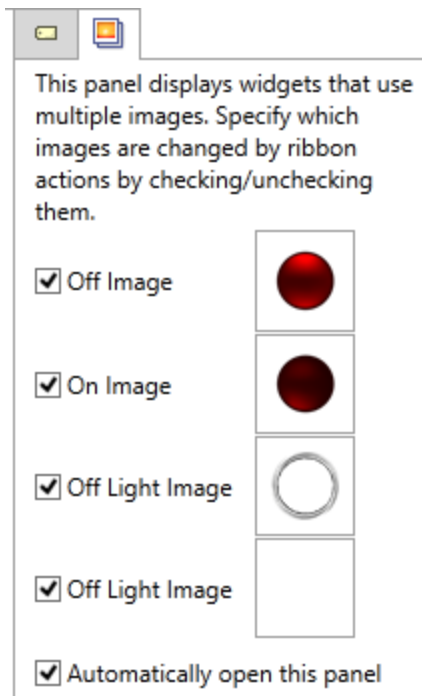 This panel displays widgets that use
multiple images. Specify which
images are changed by ribbon
actions by checking/unchecking
them.
Off Image
On Image
Off Light Image
Off Light Image
Automatically open this panel